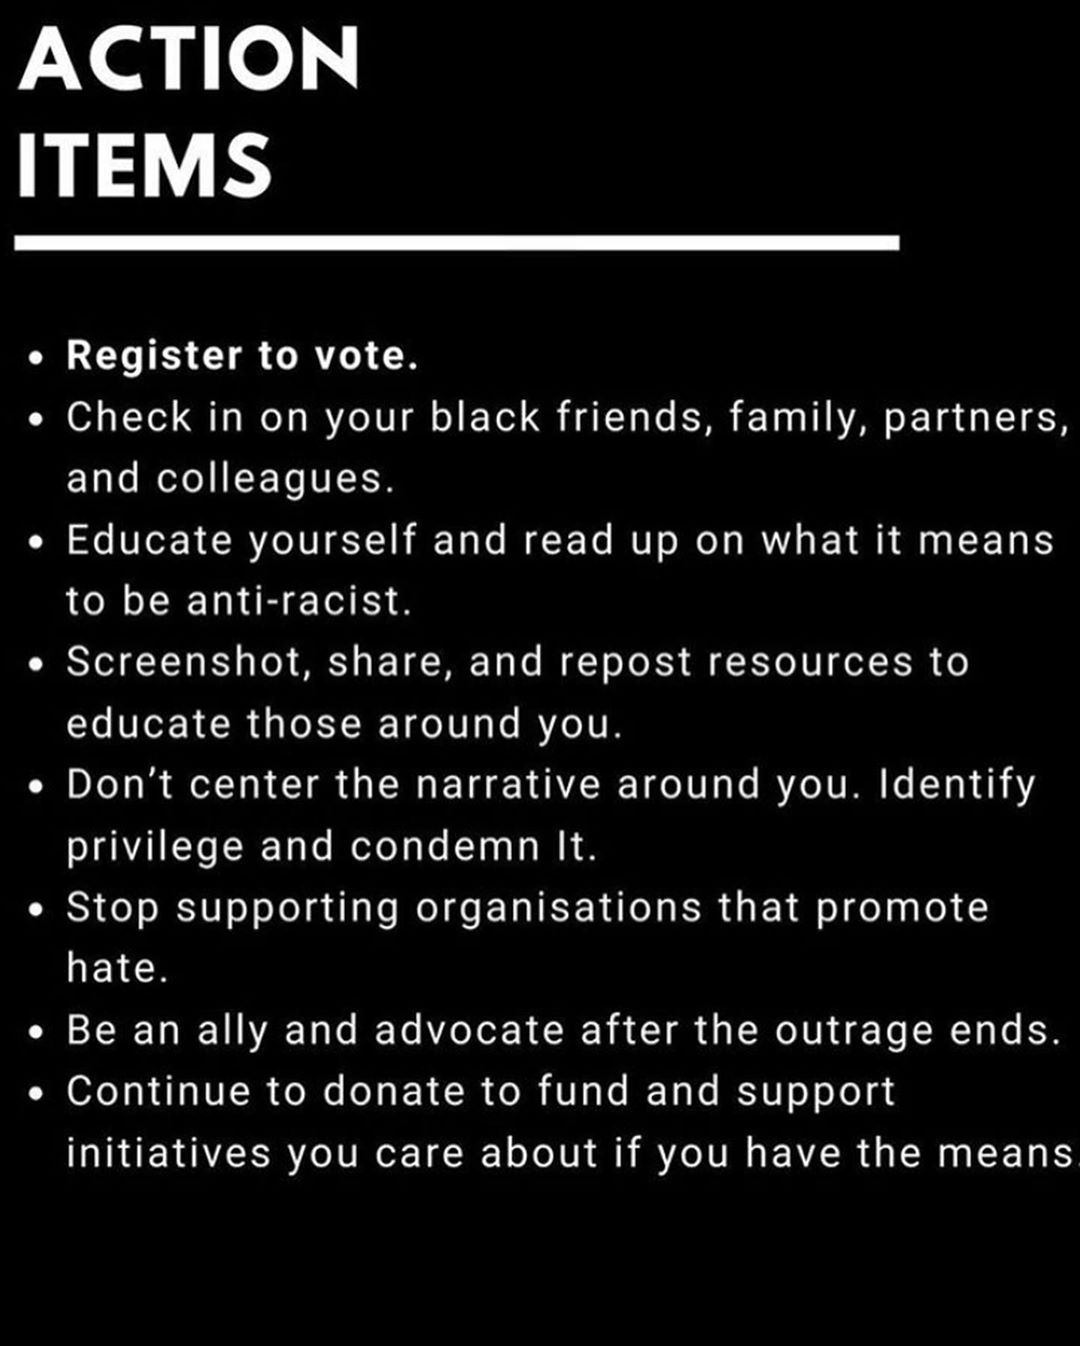 ACTION
ITEMS
• Register to vote.
• Check in on your black friends, family, partners,
and colleagues.
• Educate yourself and read up on what it means
to be anti-racist.
• Screenshot, share, and repost resources to
educate those around you.
• Don’t center the narrative around you. Identify
privilege and condemn It.
• Stop supporting organisations that promote
hate.
• Be an ally and advocate after the outrage ends.
• Continue to donate to fund and support
initiatives you care about if you have the means.